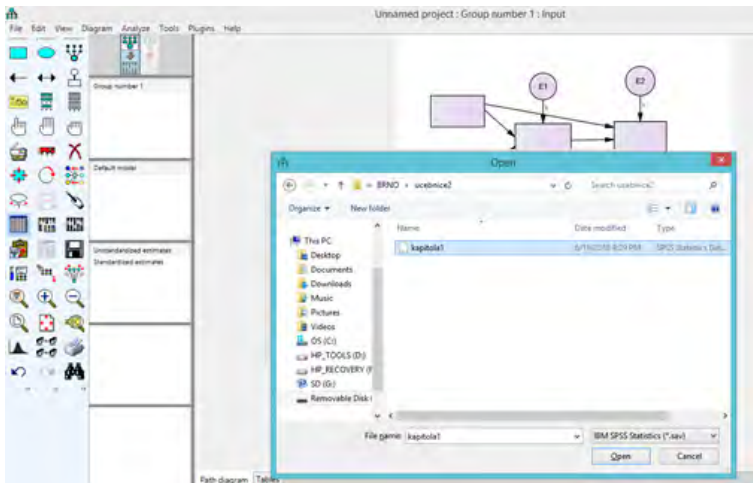 Unnamed project : Group number 1 : Input
File Edit View Diagram Analyze Tools Plugins Help
Title
Group number 1
Default model
Unstandardized estimates
Standardized estimates
E1
E2
Open
BRNO ucebnice2
Search ucebnice2
Organize New folder
Name Date modified Type
kapitola1 SPSS Statistics Dat...
This PC
Desktop
Documents
Downloads
Music
Pictures
Videos
OS (C:)
HP_TOOLS (D:)
HP_RECOVERY (F
SD (G:)
Removable Disk (
File name: kapitola1 IBM SPSS Statistics (*.sav)
Open Cancel
Path diagram Tables